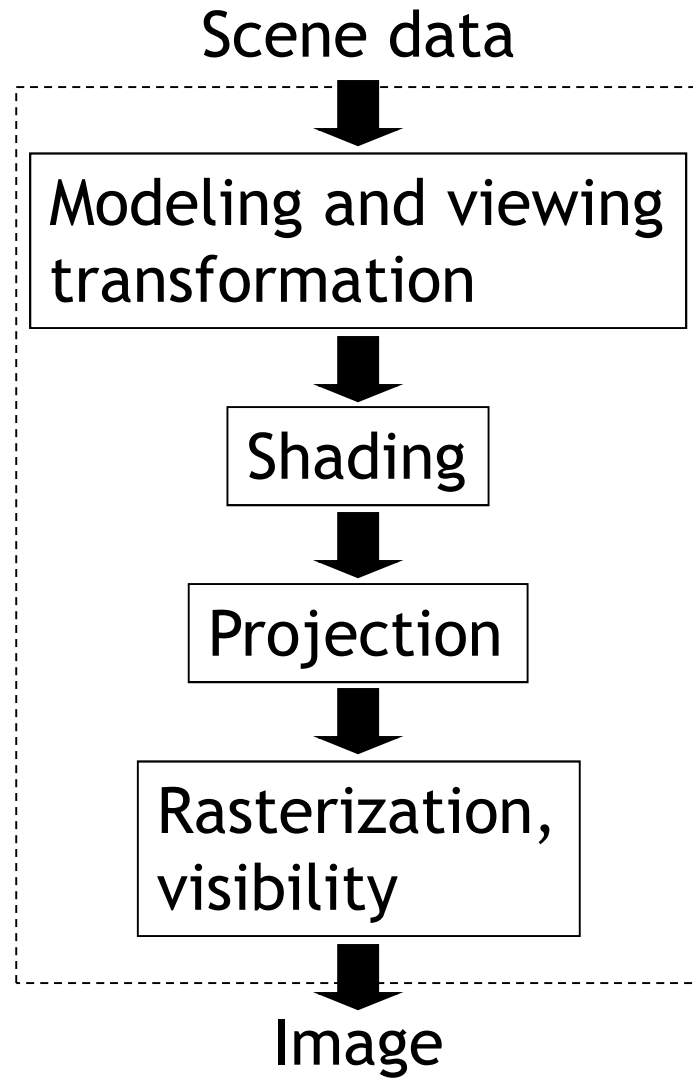 Scene data
Modeling and viewing
transformation
Shading
Projection
Rasterization,
visibility
Image